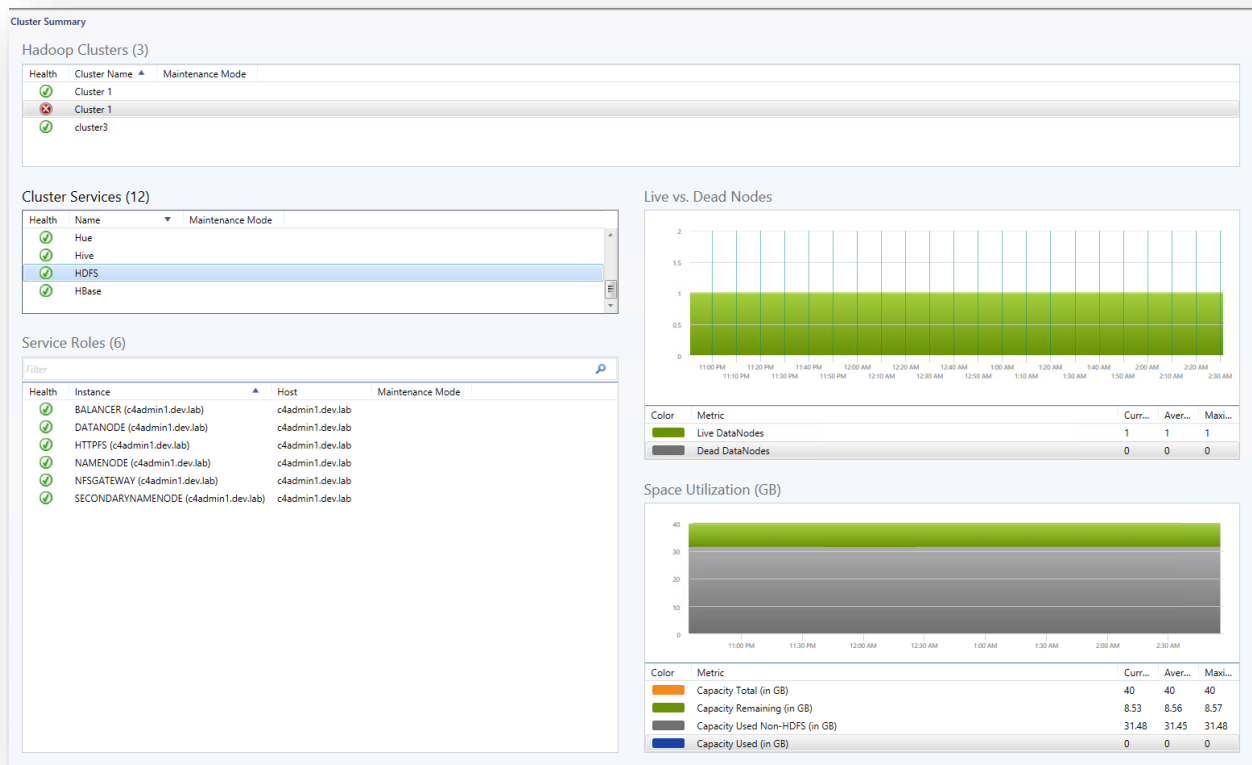 Cluster Summary
Hadoop Clusters (3)
Health Cluster Name Maintenance Mode
Cluster 1
Cluster 1
cluster3
Cluster Services (12)
Health Name Maintenance Mode
Hue
Hive
HDFS
HBase
Service Roles (6)
Filter
Health Instance Host Maintenance Mode
BALANCER (c4admin1.dev.lab) c4admin1.dev.lab
DATANODE (c4admin1.dev.lab) c4admin1.dev.lab
HTTPFS (c4admin1.dev.lab) c4admin1.dev.lab
NAMENODE (c4admin1.dev.lab) c4admin1.dev.lab
NFSGATEWAY (c4admin1.dev.lab) c4admin1.dev.lab
SECONDARYNAMENODE (c4admin1.dev.lab) c4admin1.dev.lab
Live vs. Dead Nodes
2
1.5
1
0.5
0
11:00 PM 11:20 PM 11:40 PM 12:00 AM 12:20 AM 12:40 AM 1:00 AM 1:20 AM 1:40 AM 2:00 AM 2:20 AM
11:10 PM 11:30 PM 11:50 PM 12:10 AM 12:30 AM 12:50 AM 1:10 AM 1:30 AM 1:50 AM 2:10 AM 2:30 AM
Color Metric Curr... Aver... Maxi...
Live DataNodes 1 1 1
Dead DataNodes 0 0 0
Space Utilization (GB)
40
30
20
10
0
11:00 PM 11:30 PM 12:00 AM 12:30 AM 1:00 AM 1:30 AM 2:00 AM 2:30 AM
Color Metric Curr... Aver... Maxi...
Capacity Total (in GB) 40 40 40
Capacity Remaining (in GB) 8.53 8.56 8.57
Capacity Used Non-HDFS (in GB) 31.48 31.45 31.48
Capacity Used (in GB) 0 0 0